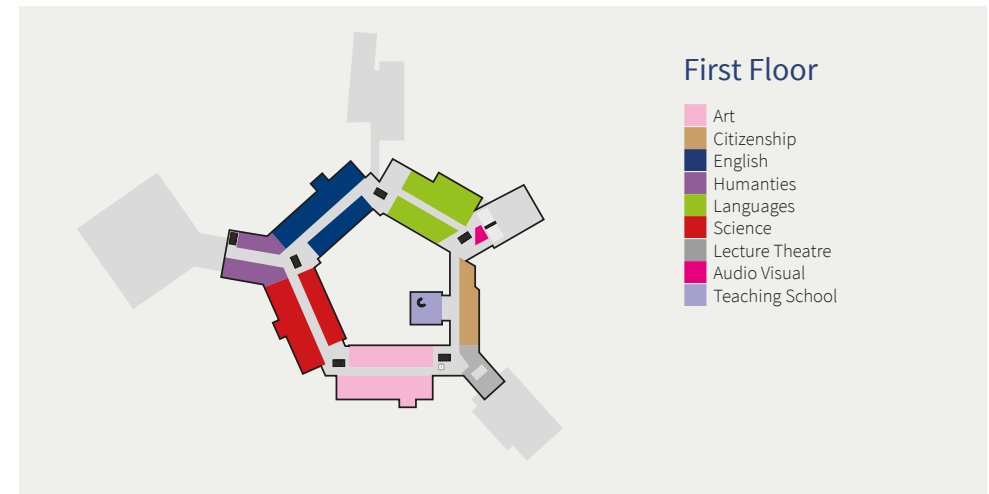 First Floor
Art
Citizenship
English
Humanties
Languages
Science
Lecture Theatre
Audio Visual
Teaching School